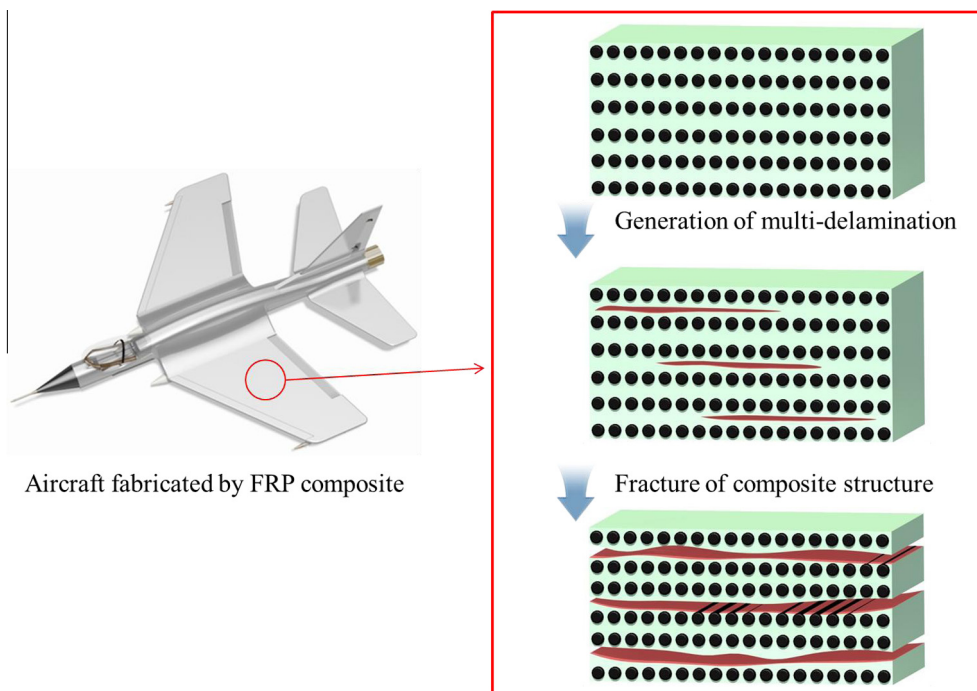 Generation of multi-delamination
Aircraft fabricated by FRP composite
Fracture of composite structure